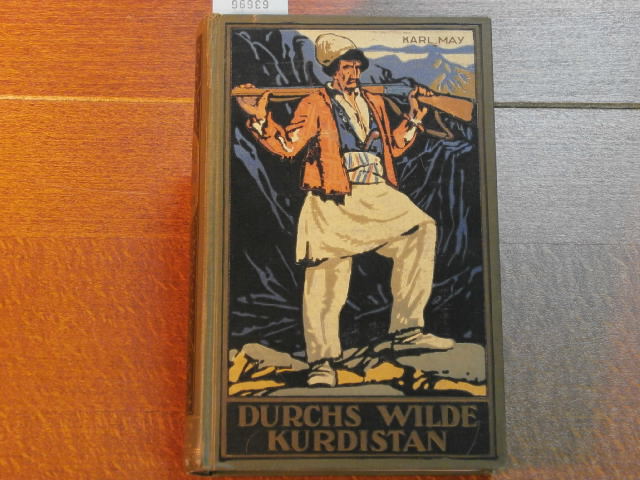 63696
KARL MAY
DURCHS WILDE
KURDISTAN